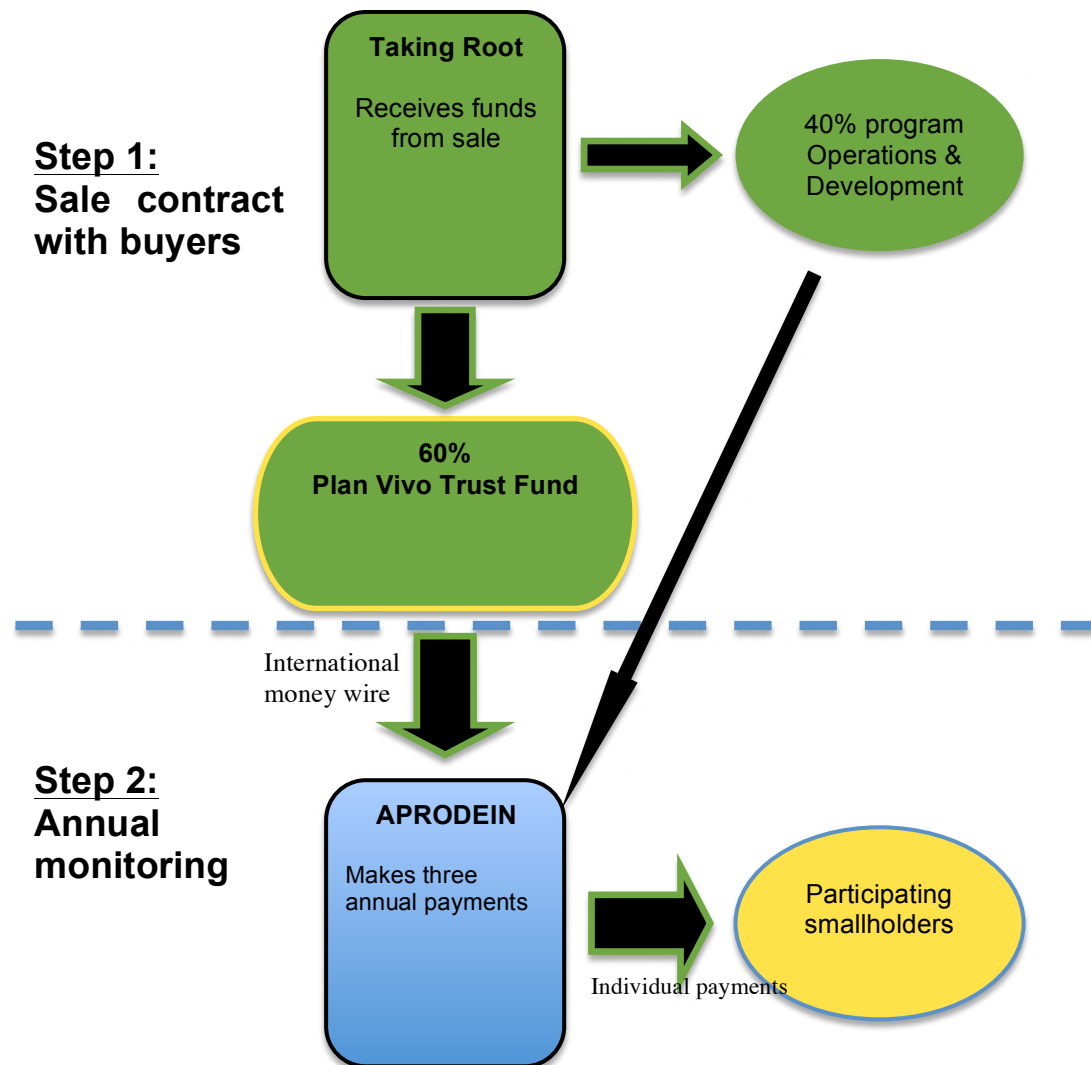 Taking Root
Receives funds
from sale
40% program
Operations &
Development
Step 1:
Sale contract
with buyers
60%
Plan Vivo Trust Fund
International
money wire
Step 2:
Annual
monitoring
APRODEIN
Makes three
annual payments
Participating
smallholders
Individual payments